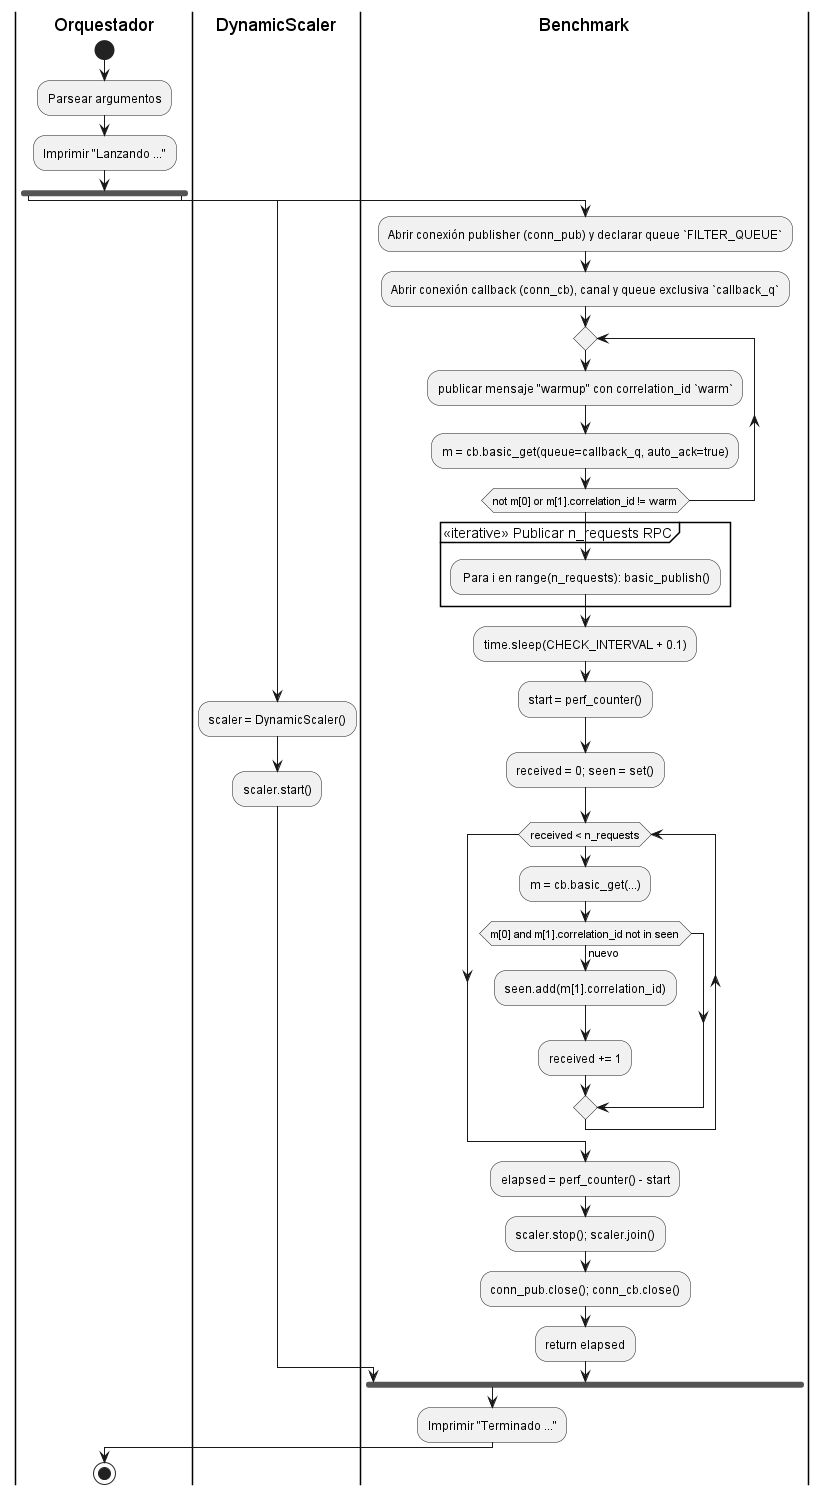 Orquestador
DynamicScaler
Benchmark
Parsear argumentos
Imprimir "Lanzando ..."
Abrir conexión publisher (conn_pub) y declarar queue `FILTER_QUEUE`
Abrir conexión callback (conn_cb), canal y queue exclusiva `callback_q`
publicar mensaje "warmup" con correlation_id `warm`
m = cb.basic_get(queue=callback_q, auto_ack=true)
not m[0] or m[1].correlation_id != warm
«iterative» Publicar n_requests RPC
Para i en range(n_requests): basic_publish()
time.sleep(CHECK_INTERVAL + 0.1)
start = perf_counter()
scaler = DynamicScaler()
received = 0; seen = set()
scaler.start()
received < n_requests
m = cb.basic_get(...)
m[0] and m[1].correlation_id not in seen
nuevo
seen.add(m[1].correlation_id)
received += 1
elapsed = perf_counter() - start
scaler.stop(); scaler.join()
conn_pub.close(); conn_cb.close()
return elapsed
Imprimir "Terminado ..."